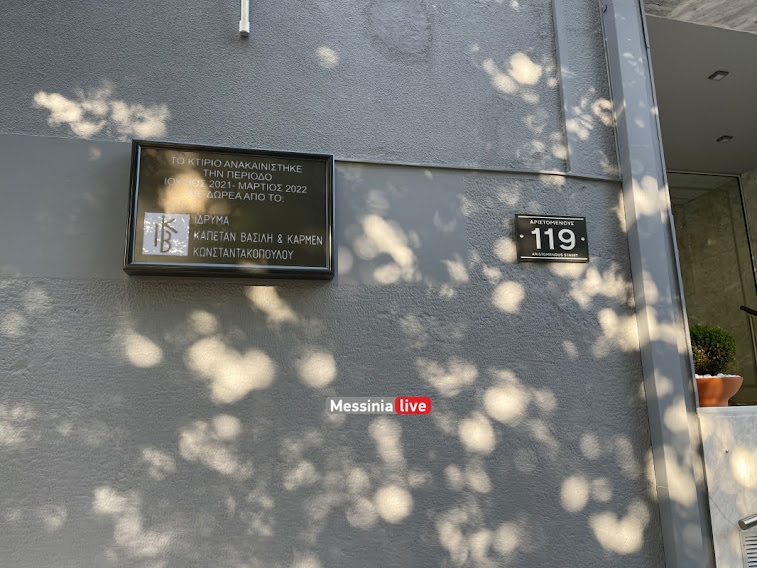 ΤΟ ΚΤΙΡΙΟ ΑΝΑΚΑΙΝΙΣΤΗΚΕ
ΤΗΝ ΠΕΡΙΟΔΟ
2021- ΜΑΡΤΙΟΣ 2022
ΔΩΡΕΑ ΑΠΟ ΤΟ:
ΙΚΒ
ΙΔΡΥΜΑ
ΚΑΠΕΤΑΝ ΒΑΣΙΛΗ & ΚΑΡΜΕΝ
ΚΩΝΣΤΑΝΤΑΚΟΠΟΥΛΟΥ
ΑΡΙΣΤΟΜΕΝΟΥΣ
119
ARISTOMENOUS STREET
Messinia live